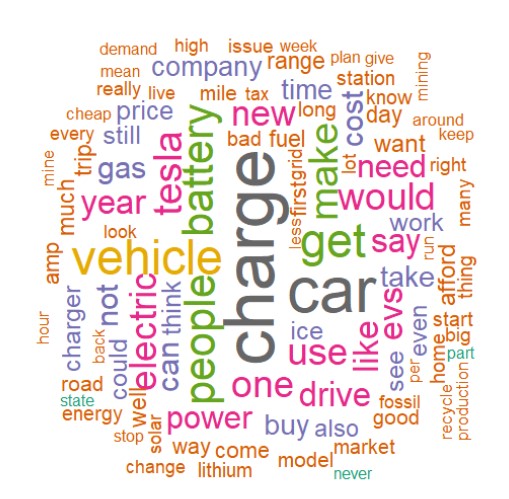 demand high issue week
mean company range plan give
really live mile tax time station mining
cheap price new long cost know day around
every still battery bad fuel make want keep
mine trip gas tesla grid lot need right
much year charge first would many
look less get say work
amp vehicle car take run afford thing
hour charger not electric can think people ice use like evs see even start
back could per home big part
road one drive fossil recycle production
state energy well power buy also good
stop solar way come model market
change lithium never